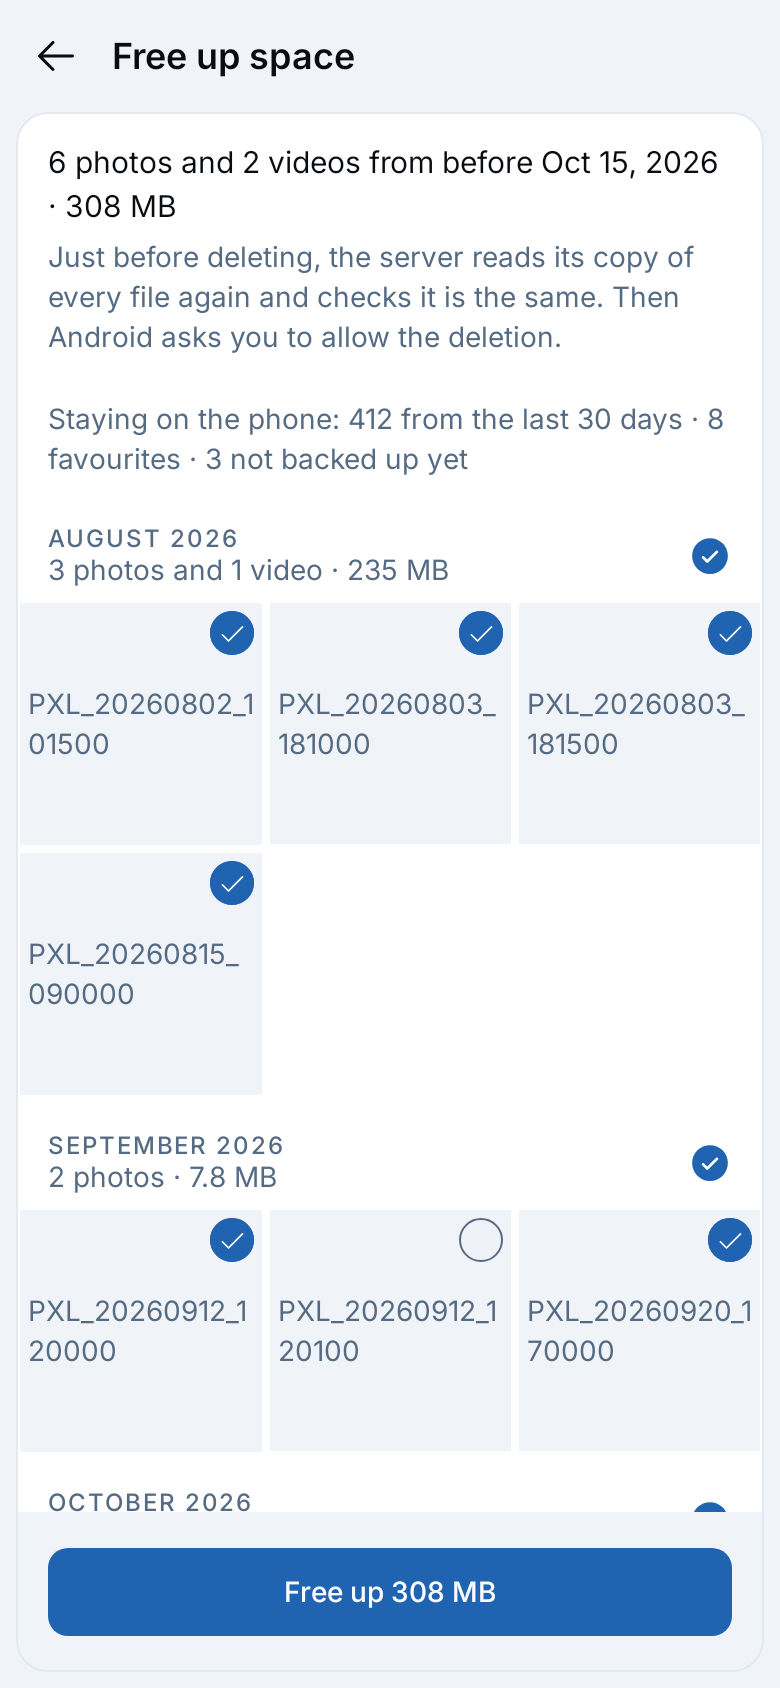 Free up space
6 photos and 2 videos from before Oct 15, 2026
· 308 MB
Just before deleting, the server reads its copy of
every file again and checks it is the same. Then
Android asks you to allow the deletion.
Staying on the phone: 412 from the last 30 days · 8
favourites · 3 not backed up yet
AUGUST 2026
3 photos and 1 video · 235 MB
PXL_20260802_1
01500
PXL_20260803_
181000
PXL_20260803_
181500
PXL_20260815_
090000
SEPTEMBER 2026
2 photos · 7.8 MB
PXL_20260912_1
20000
PXL_20260912_1
20100
PXL_20260920_1
70000
OCTOBER 2026
Free up 308 MB